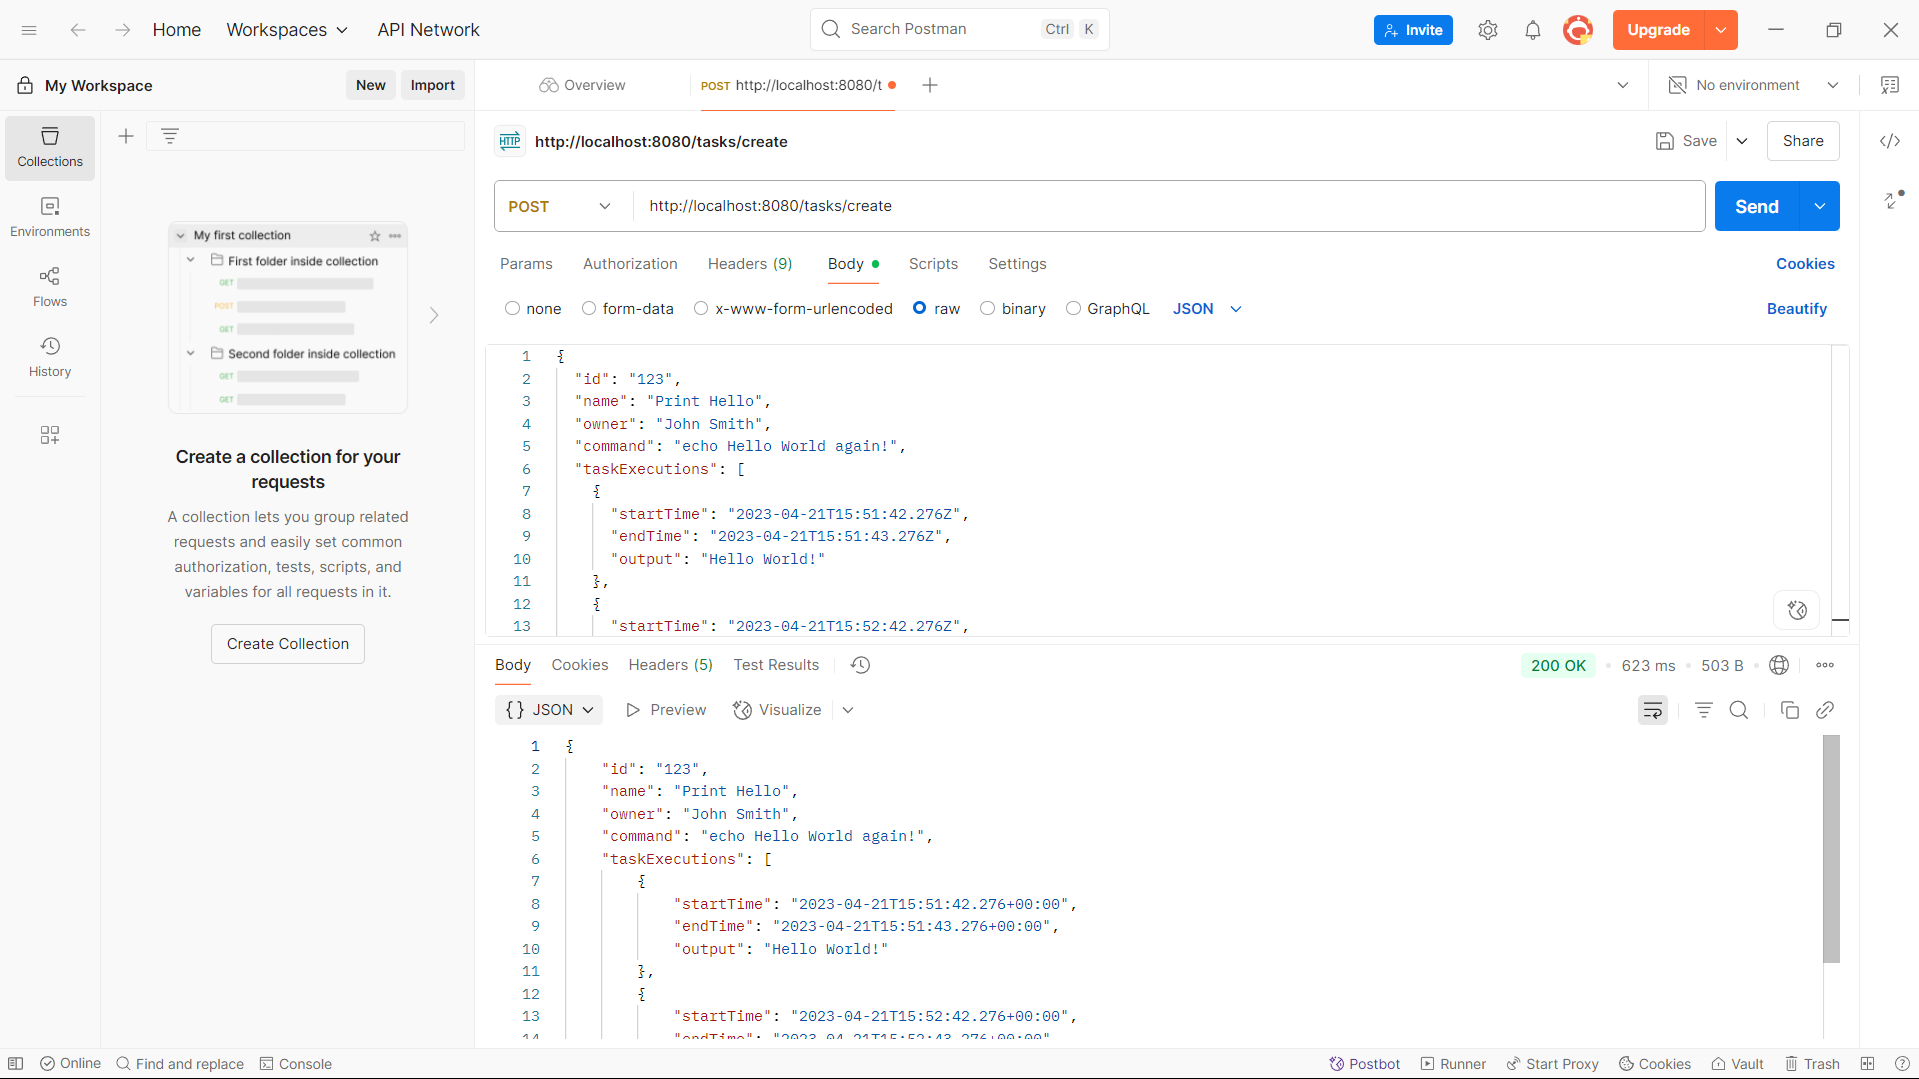 Home Workspaces API Network Search Postman Ctrl K Invite Upgrade
My Workspace New Import Overview POST http://localhost:8080/t No environment
Collections
Environments
Flows
History
My first collection
First folder inside collection
GET
POST
GET
Second folder inside collection
GET
GET
Create a collection for your
requests
A collection lets you group related
requests and easily set common
authorization, tests, scripts, and
variables for all requests in it.
Create Collection
HTTP http://localhost:8080/tasks/create Save Share
POST http://localhost:8080/tasks/create Send
Params Authorization Headers (9) Body Scripts Settings Cookies
none form-data x-www-form-urlencoded raw binary GraphQL JSON Beautify
1 {
2 "id": "123",
3 "name": "Print Hello",
4 "owner": "John Smith",
5 "command": "echo Hello World again!",
6 "taskExecutions": [
7 {
8 "startTime": "2023-04-21T15:51:42.276Z",
9 "endTime": "2023-04-21T15:51:43.276Z",
10 "output": "Hello World!"
11 },
12 {
13 "startTime": "2023-04-21T15:52:42.276Z",
Body Cookies Headers (5) Test Results 200 OK 623 ms 503 B
{} JSON Preview Visualize
1 {
2 "id": "123",
3 "name": "Print Hello",
4 "owner": "John Smith",
5 "command": "echo Hello World again!",
6 "taskExecutions": [
7 {
8 "startTime": "2023-04-21T15:51:42.276+00:00",
9 "endTime": "2023-04-21T15:51:43.276+00:00",
10 "output": "Hello World!"
11 },
12 {
13 "startTime": "2023-04-21T15:52:42.276+00:00",
14 "endTime": "2023-04-21T15:52:43.276+00:00"
Online Find and replace Console Postbot Runner Start Proxy Cookies Vault Trash